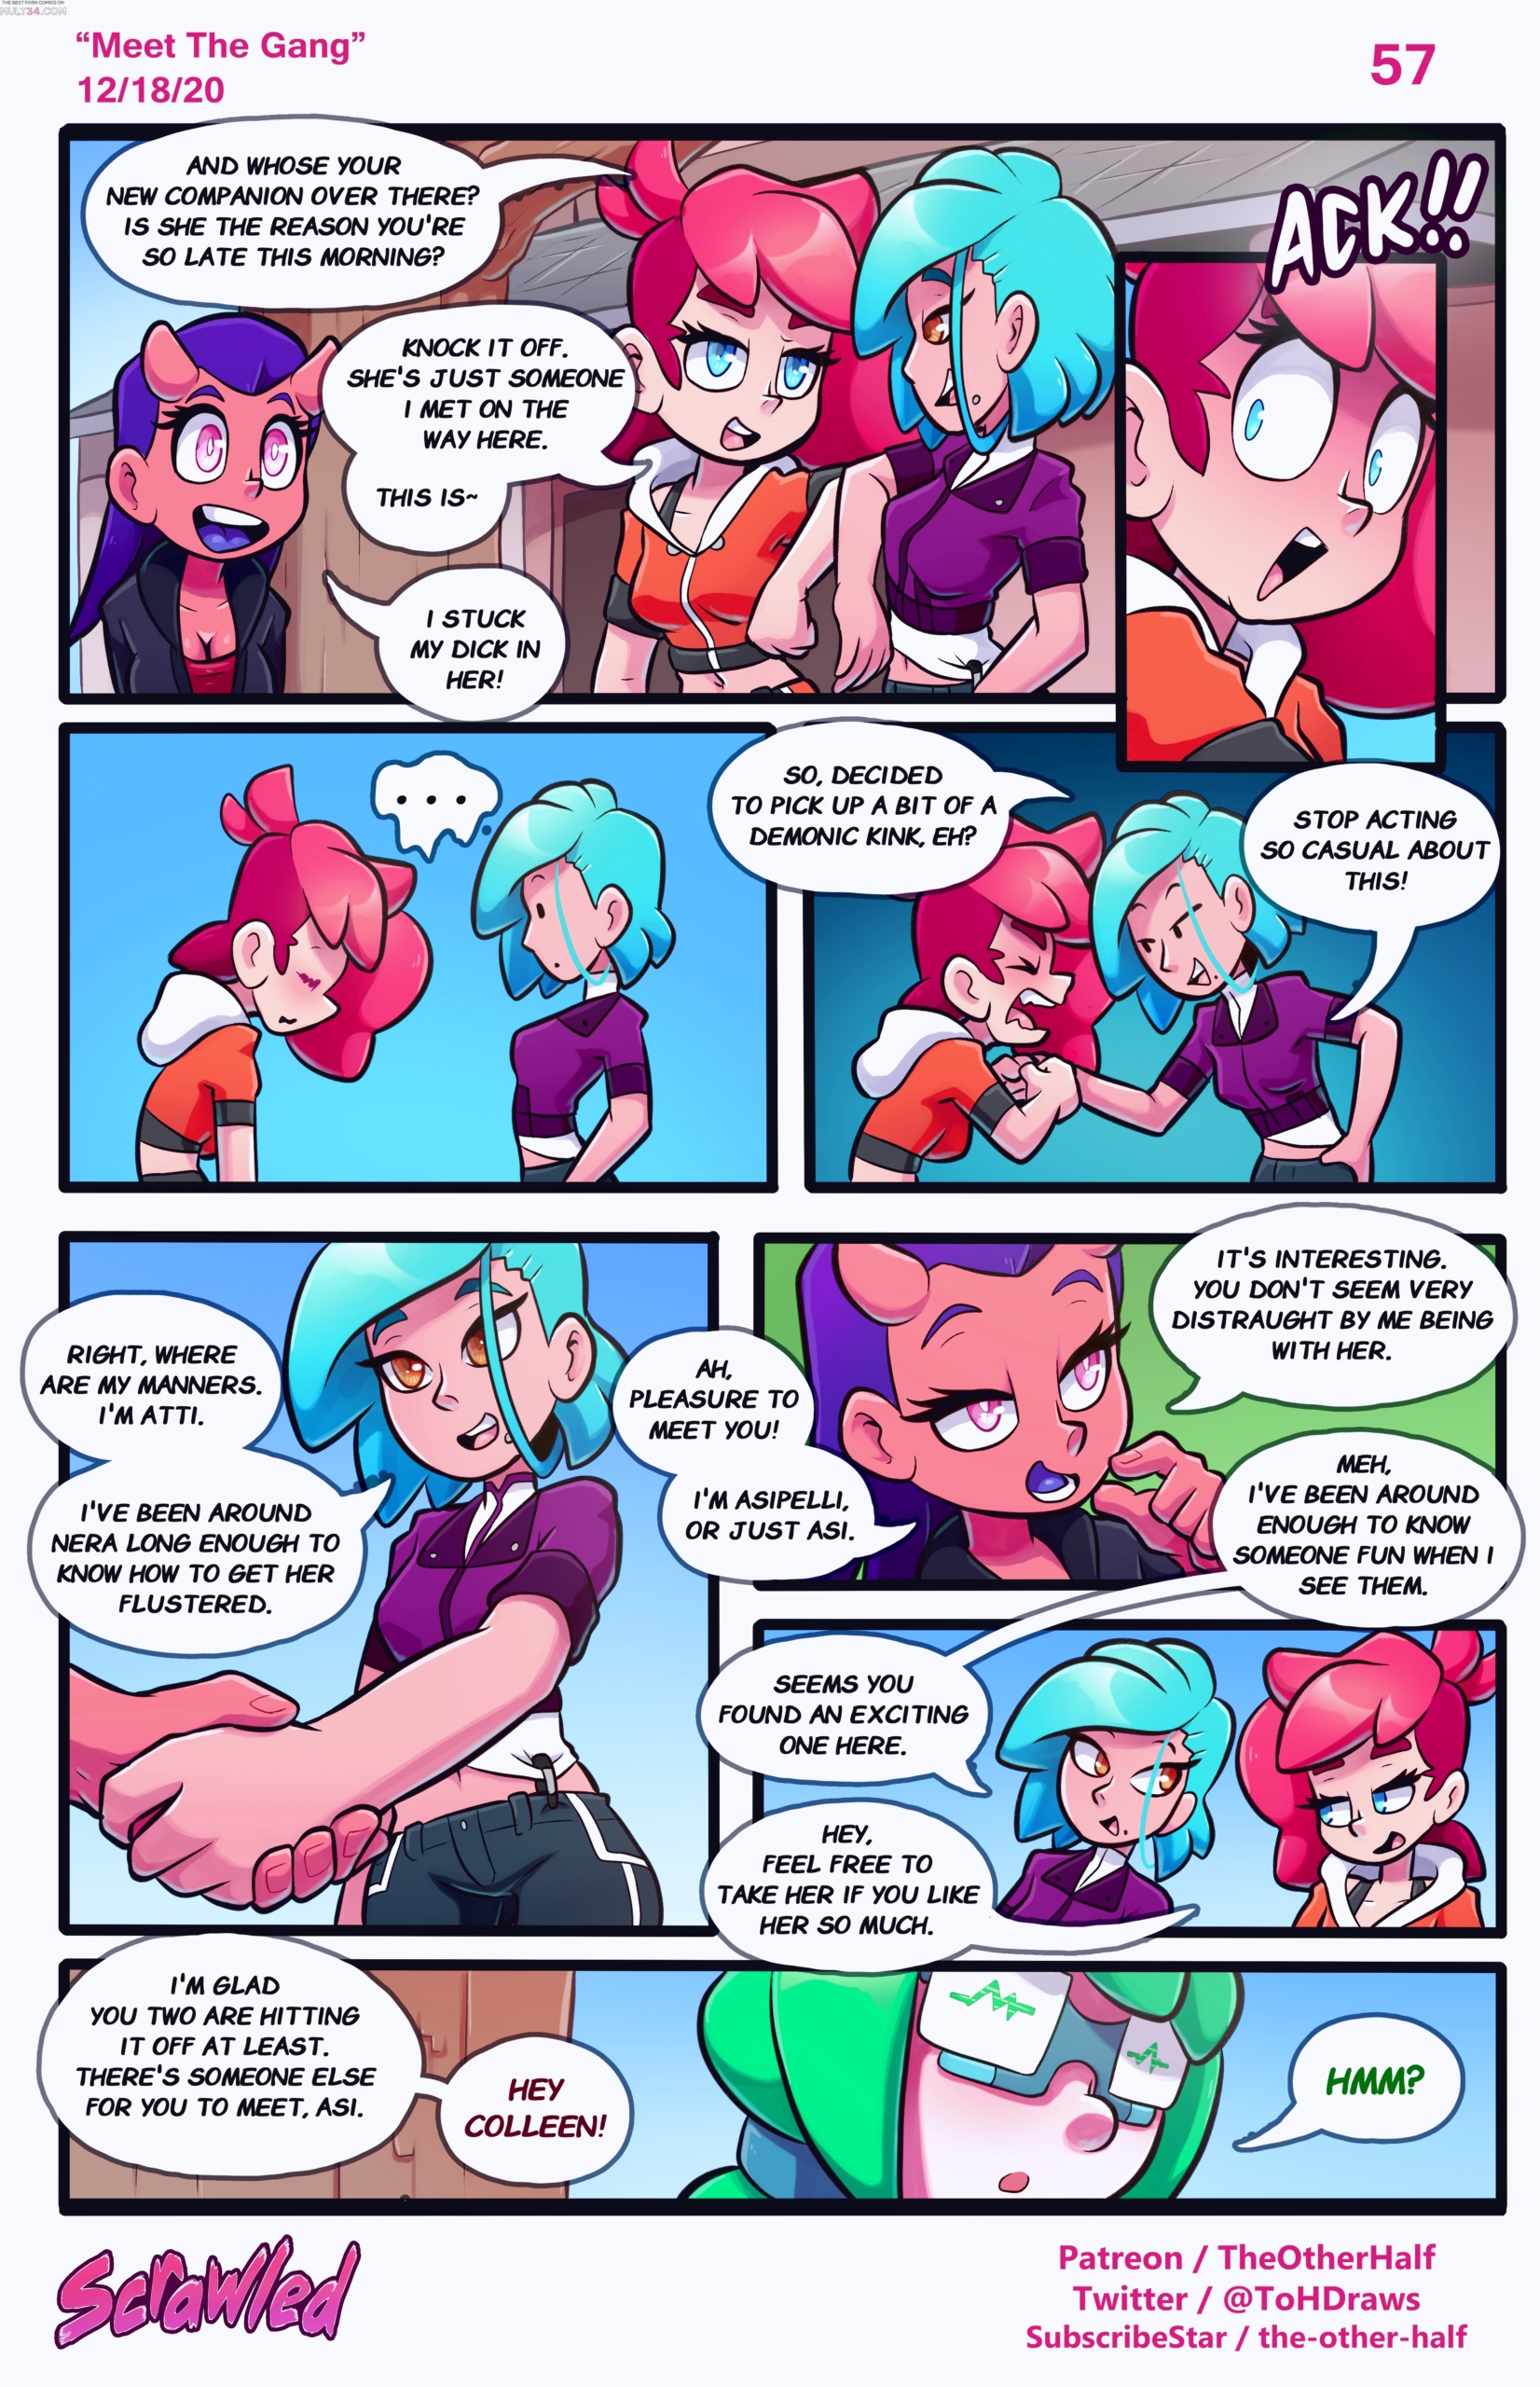 THE BEST PORN COMICS ON
MULT34.COM
“Meet The Gang”
12/18/20
57
AND WHOSE YOUR
NEW COMPANION OVER THERE?
IS SHE THE REASON YOU'RE
SO LATE THIS MORNING?
KNOCK IT OFF.
SHE'S JUST SOMEONE
I MET ON THE
WAY HERE.
THIS IS~
I STUCK
MY DICK IN
HER!
ACK!!
...
SO, DECIDED
TO PICK UP A BIT OF A
DEMONIC KINK, EH?
STOP ACTING
SO CASUAL ABOUT
THIS!
RIGHT, WHERE
ARE MY MANNERS.
I'M ATTI.
I'VE BEEN AROUND
NERA LONG ENOUGH TO
KNOW HOW TO GET HER
FLUSTERED.
AH,
PLEASURE TO
MEET YOU!
I'M ASIPELLI,
OR JUST ASI.
IT'S INTERESTING.
YOU DON'T SEEM VERY
DISTRAUGHT BY ME BEING
WITH HER.
MEH,
I'VE BEEN AROUND
ENOUGH TO KNOW
SOMEONE FUN WHEN I
SEE THEM.
SEEMS YOU
FOUND AN EXCITING
ONE HERE.
HEY,
FEEL FREE TO
TAKE HER IF YOU LIKE
HER SO MUCH.
I'M GLAD
YOU TWO ARE HITTING
IT OFF AT LEAST.
THERE'S SOMEONE ELSE
FOR YOU TO MEET, ASI.
HEY
COLLEEN!
HMM?
Scrawled
Patreon / TheOtherHalf
Twitter / @ToHDraws
SubscribeStar / the-other-half